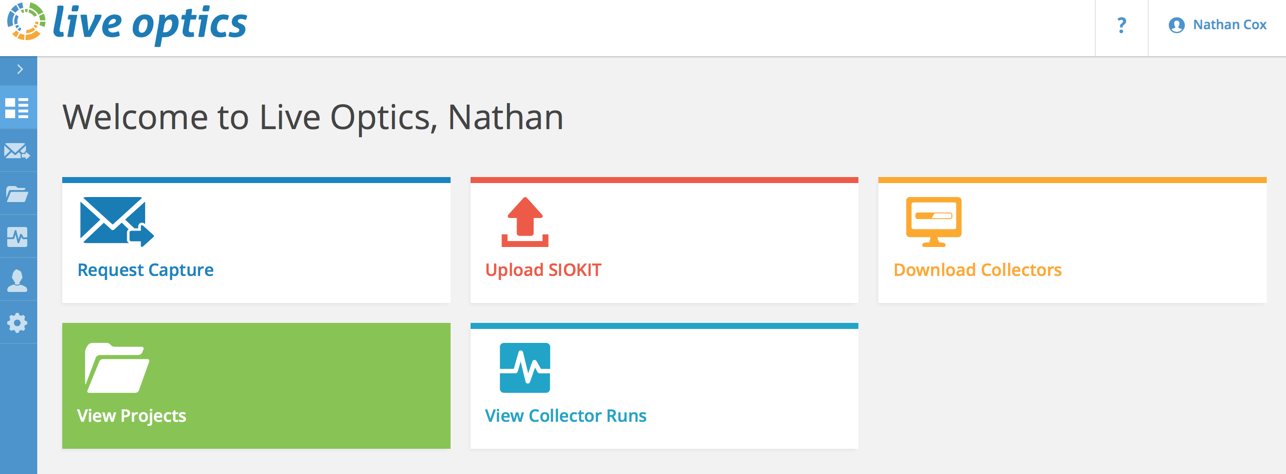 live optics
?
Nathan Cox
Welcome to Live Optics, Nathan
Request Capture
Upload SIOKIT
Download Collectors
View Projects
View Collector Runs